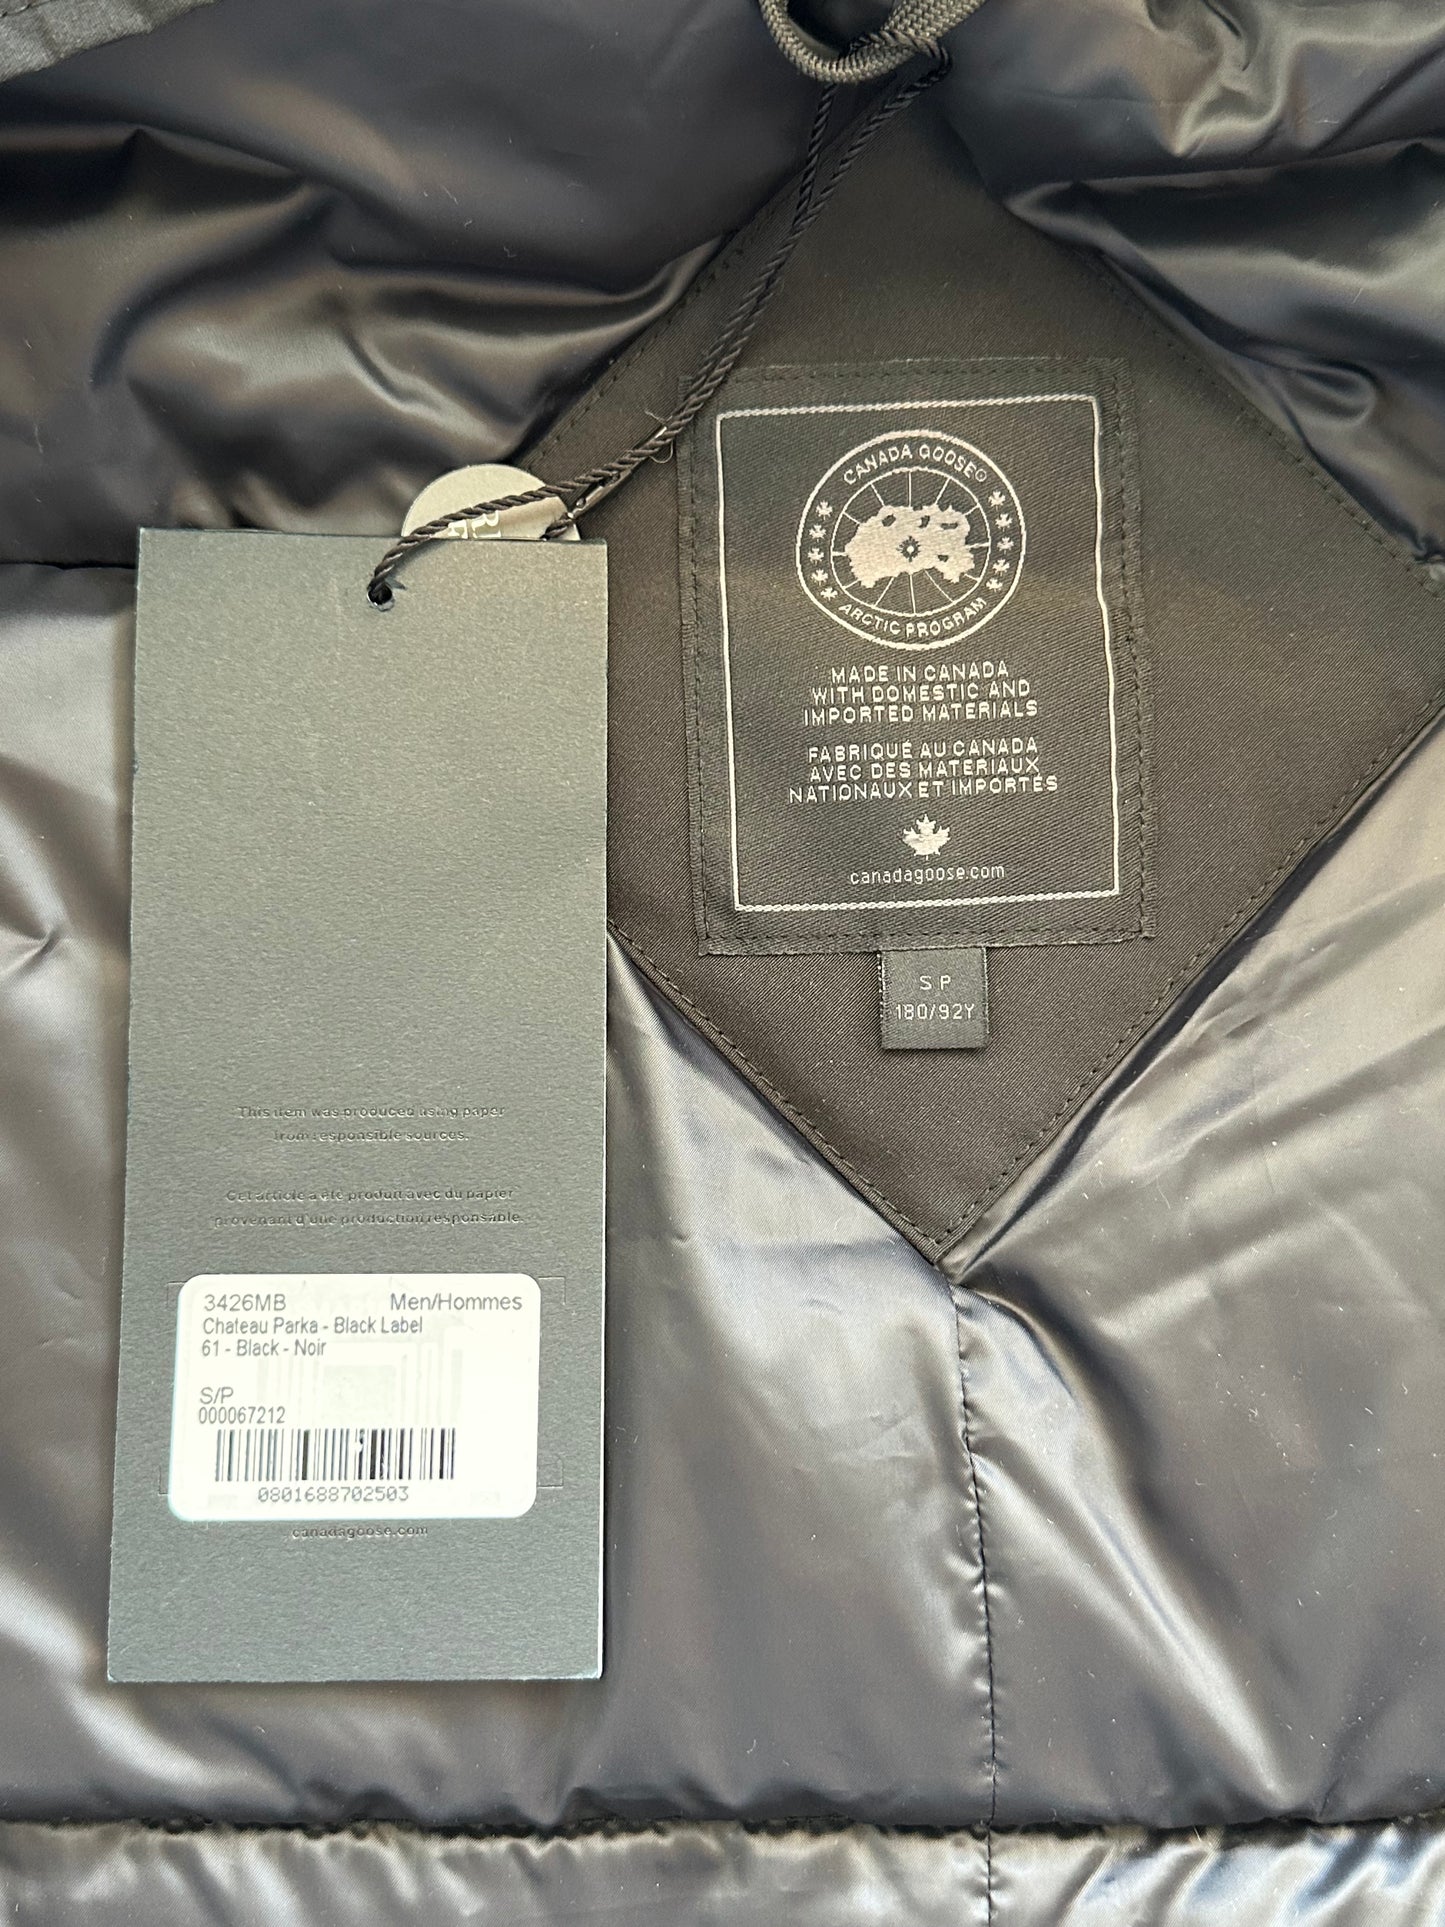 CANADA GOOSE®
ARCTIC PROGRAM
MADE IN CANADA
WITH DOMESTIC AND
IMPORTED MATERIALS
FABRIQUÉ AU CANADA
AVEC DES MATERIAUX
NATIONAUX ET IMPORTÉS
canadagoose.com
S P
180/92Y
This item was produced using paper
from responsible sources.
Cet article a été produit avec du papier
provenant d'une production responsable.
3426MB Men/Hommes
Chateau Parka - Black Label
61 - Black - Noir
S/P
000067212
0801688702503
canadagoose.com